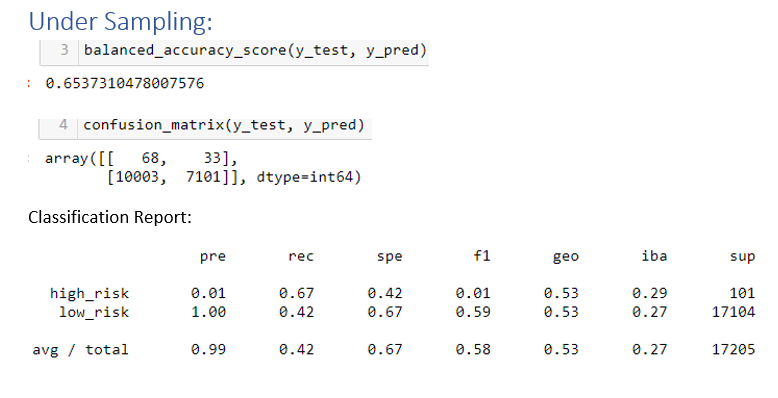 Under Sampling:
3 balanced_accuracy_score(y_test, y_pred)
: 0.6537310478007576
4 confusion_matrix(y_test, y_pred)
: array([[ 68, 33],
[10003, 7101]], dtype=int64)
Classification Report:
pre rec spe f1 geo iba sup
high_risk 0.01 0.67 0.42 0.01 0.53 0.29 101
low_risk 1.00 0.42 0.67 0.59 0.53 0.27 17104
avg / total 0.99 0.42 0.67 0.58 0.53 0.27 17205